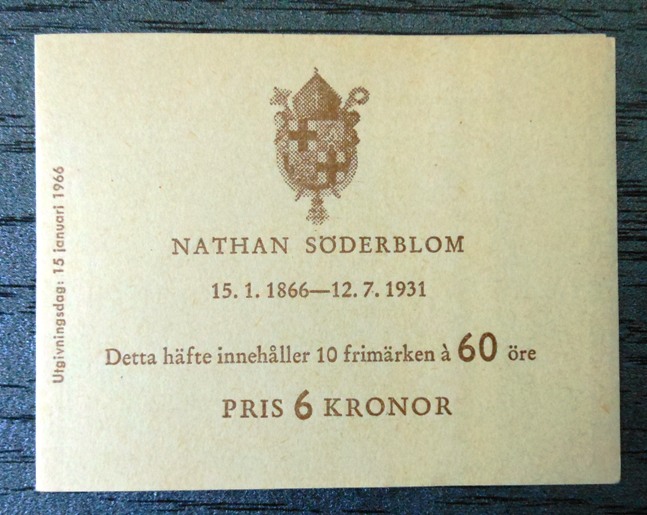 NATHAN SÖDERBLOM
15. 1. 1866—12. 7. 1931
Detta häfte innehåller 10 frimärken à 60 öre
PRIS 6 KRONOR
Utgivningsdag: 15 januari 1966